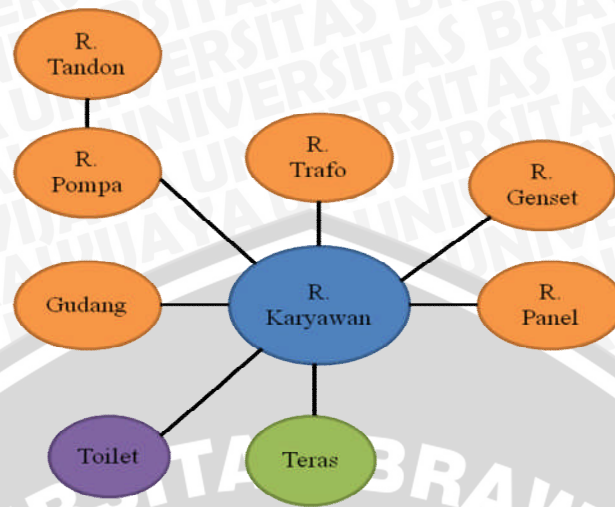 R.
Tandon
R.
Pompa
R.
Trafo
R.
Genset
Gudang
R.
Karyawan
R.
Panel
Toilet
Teras